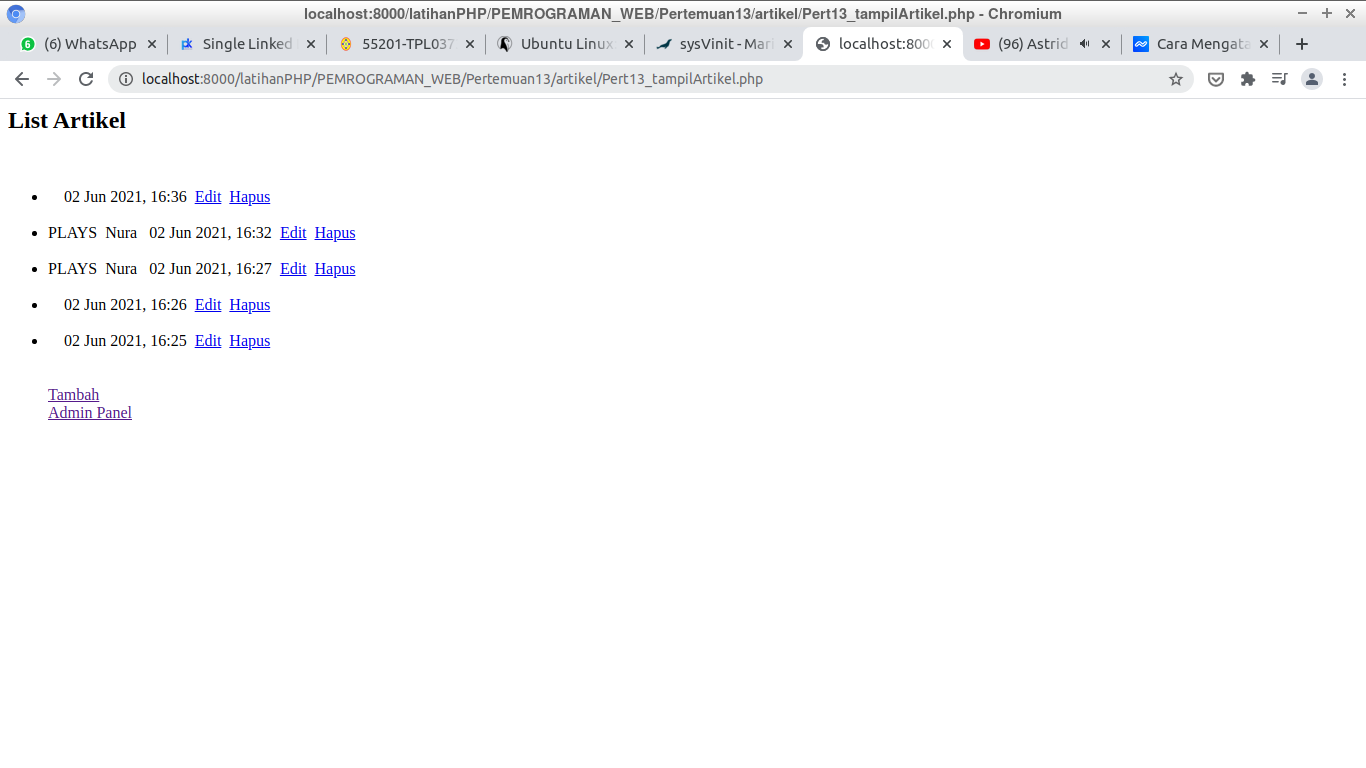 localhost:8000/latihanPHP/PEMROGRAMAN_WEB/Pertemuan13/artikel/Pert13_tampilArtikel.php - Chromium
(6) WhatsApp Single Linked 55201-TPL037 Ubuntu Linux sysVinit - Mari localhost:800 (96) Astrid Cara Mengata
localhost:8000/latihanPHP/PEMROGRAMAN_WEB/Pertemuan13/artikel/Pert13_tampilArtikel.php
List Artikel
02 Jun 2021, 16:36 Edit Hapus
PLAYS Nura 02 Jun 2021, 16:32 Edit Hapus
PLAYS Nura 02 Jun 2021, 16:27 Edit Hapus
02 Jun 2021, 16:26 Edit Hapus
02 Jun 2021, 16:25 Edit Hapus
Tambah
Admin Panel